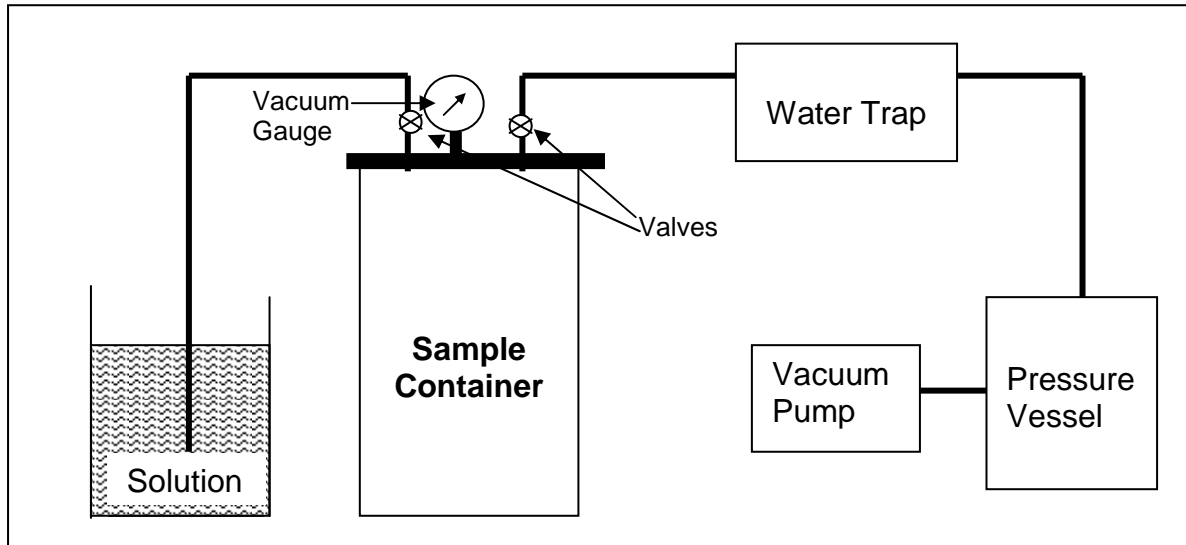 Vacuum
Gauge
Water Trap
Valves
Sample
Container
Vacuum
Pump
Pressure
Vessel
Solution